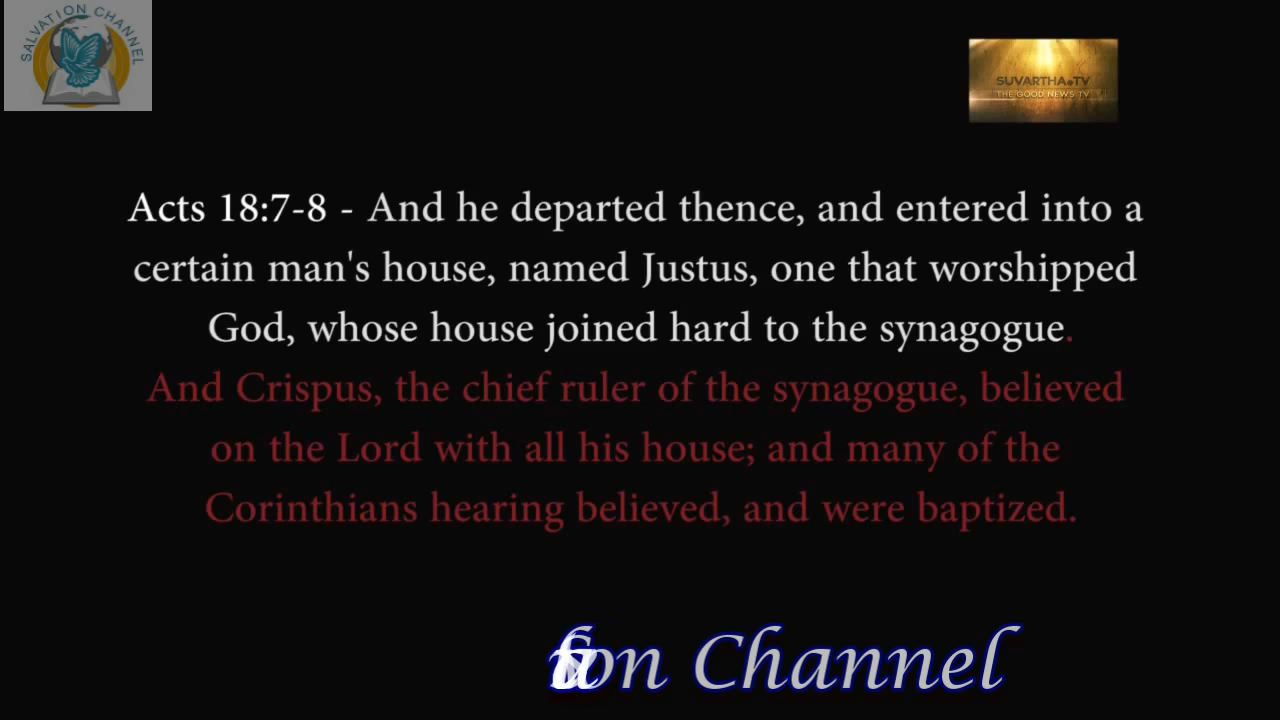 SALVATION CHANNEL
SUVARTHA.TV
THE GOOD NEWS TV
Acts 18:7-8 - And he departed thence, and entered into a
certain man's house, named Justus, one that worshipped
God, whose house joined hard to the synagogue.
And Crispus, the chief ruler of the synagogue, believed
on the Lord with all his house; and many of the
Corinthians hearing believed, and were baptized.
Channel